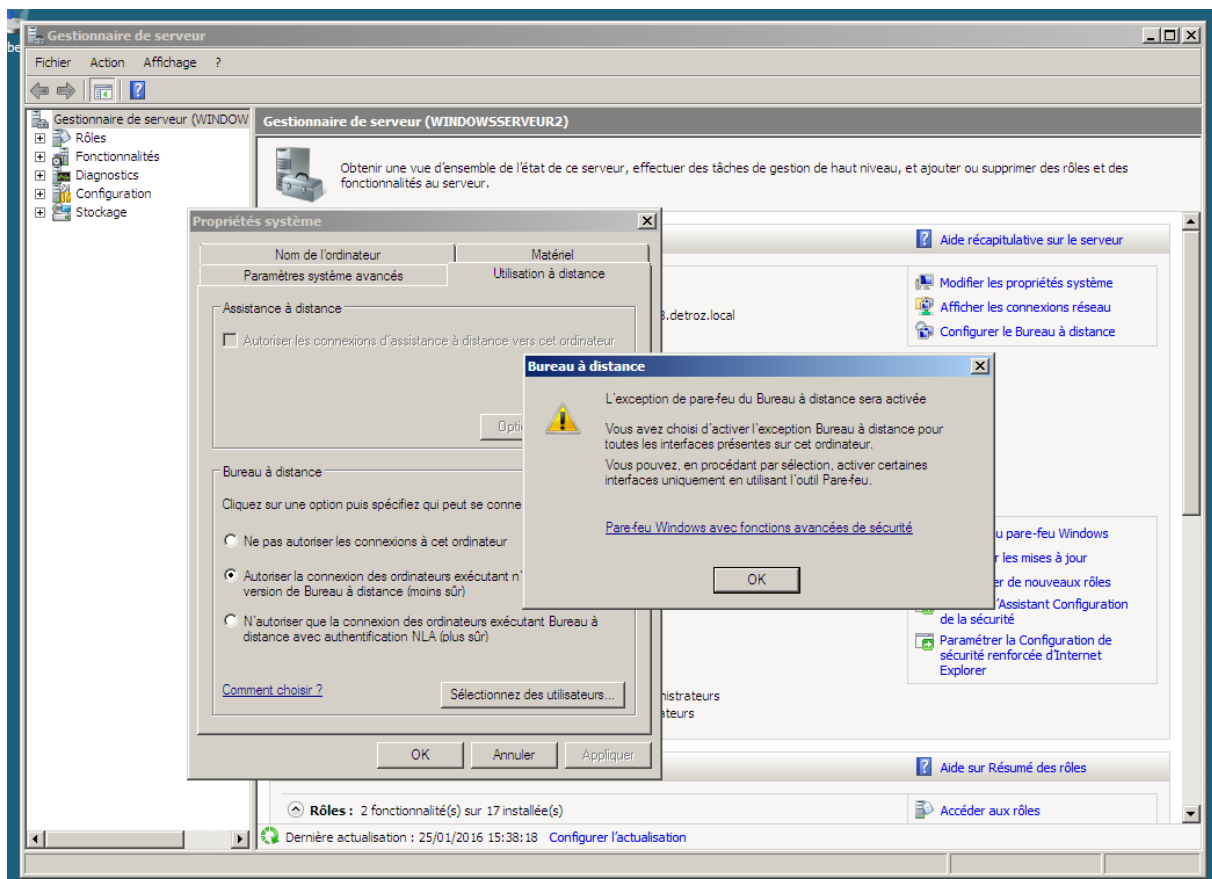 be
Gestionnaire de serveur
Fichier Action Affichage ?
Gestionnaire de serveur (WINDOW
Rôles
Fonctionnalités
Diagnostics
Configuration
Stockage
Gestionnaire de serveur (WINDOWSSERVEUR2)
Obtenir une vue d'ensemble de l'état de ce serveur, effectuer des tâches de gestion de haut niveau, et ajouter ou supprimer des rôles et des
fonctionnalités au serveur.
Aide récapitulative sur le serveur
Modifier les propriétés système
Afficher les connexions réseau
Configurer le Bureau à distance
.detroz.local
Propriétés système
Nom de l'ordinateur
Matériel
Paramètres système avancés
Utilisation à distance
Assistance à distance
Autoriser les connexions d'assistance à distance vers cet ordinateur
Opti
Bureau à distance
Cliquez sur une option puis spécifiez qui peut se conne
Ne pas autoriser les connexions à cet ordinateur
Autoriser la connexion des ordinateurs exécutant n'
version de Bureau à distance (moins sûr)
N'autoriser que la connexion des ordinateurs exécutant Bureau à
distance avec authentification NLA (plus sûr)
Comment choisir ?
Sélectionnez des utilisateurs...
OK
Annuler
Appliquer
Bureau à distance
L'exception de pare-feu du Bureau à distance sera activée
Vous avez choisi d'activer l'exception Bureau à distance pour
toutes les interfaces présentes sur cet ordinateur.
Vous pouvez, en procédant par sélection, activer certaines
interfaces uniquement en utilisant l'outil Pare-feu.
Pare-feu Windows avec fonctions avancées de sécurité
OK
u pare-feu Windows
r les mises à jour
er de nouveaux rôles
'Assistant Configuration
de la sécurité
Paramétrer la Configuration de
sécurité renforcée d'Internet
Explorer
nistrateurs
ateurs
Aide sur Résumé des rôles
Rôles : 2 fonctionnalité(s) sur 17 installée(s)
Accéder aux rôles
Dernière actualisation : 25/01/2016 15:38:18 Configurer l'actualisation